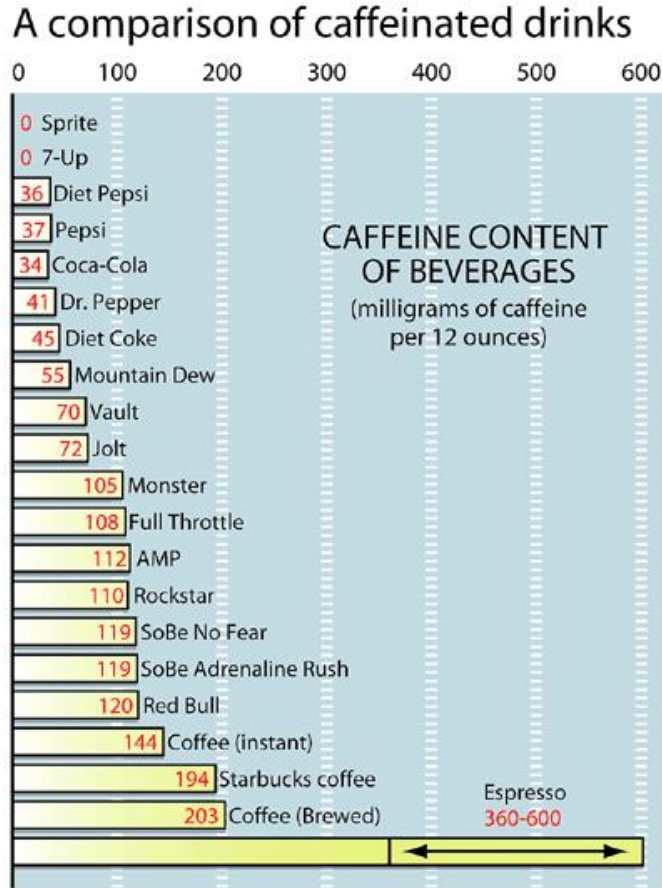 A comparison of caffeinated drinks
0 100 200 300 400 500 600
0 Sprite
0 7-Up
36 Diet Pepsi
37 Pepsi
34 Coca-Cola
41 Dr. Pepper
45 Diet Coke
55 Mountain Dew
70 Vault
72 Jolt
105 Monster
108 Full Throttle
112 AMP
110 Rockstar
119 SoBe No Fear
119 SoBe Adrenaline Rush
120 Red Bull
144 Coffee (instant)
194 Starbucks coffee
203 Coffee (Brewed)
CAFFEINE CONTENT
OF BEVERAGES
(milligrams of caffeine
per 12 ounces)
Espresso
360-600